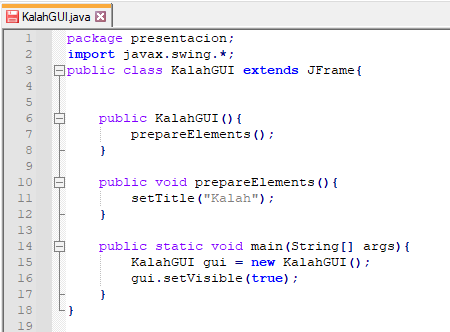 KalahGUI.java
1 package presentacion;
2 import javax.swing.*;
3 public class KalahGUI extends JFrame{
4
5
6 public KalahGUI(){
7 prepareElements();
8 }
9
10 public void prepareElements(){
11 setTitle("Kalah");
12 }
13
14 public static void main(String[] args){
15 KalahGUI gui = new KalahGUI();
16 gui.setVisible(true);
17 }
18 }
19